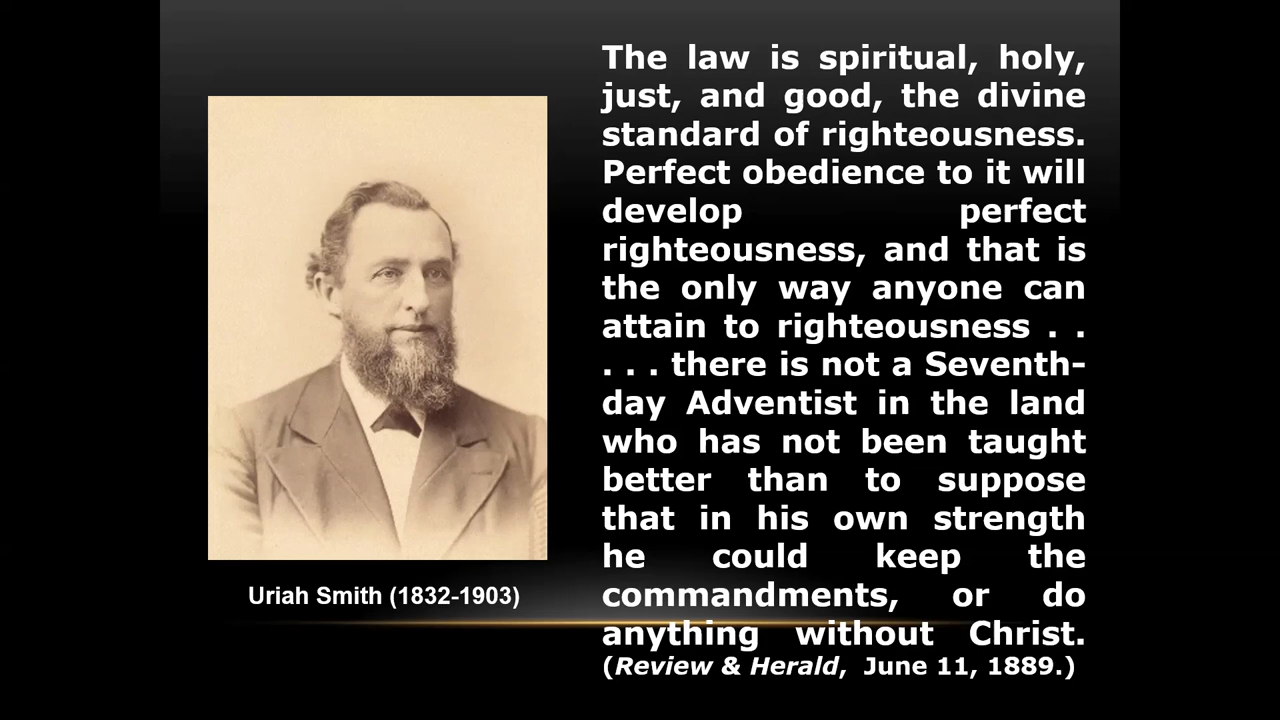 The law is spiritual, holy,
just, and good, the divine
standard of righteousness.
Perfect obedience to it will
develop perfect
righteousness, and that is
the only way anyone can
attain to righteousness . .
. . . there is not a Seventh-
day Adventist in the land
who has not been taught
better than to suppose
that in his own strength
he could keep the
commandments, or do
anything without Christ.
(Review & Herald, June 11, 1889.)
Uriah Smith (1832-1903)